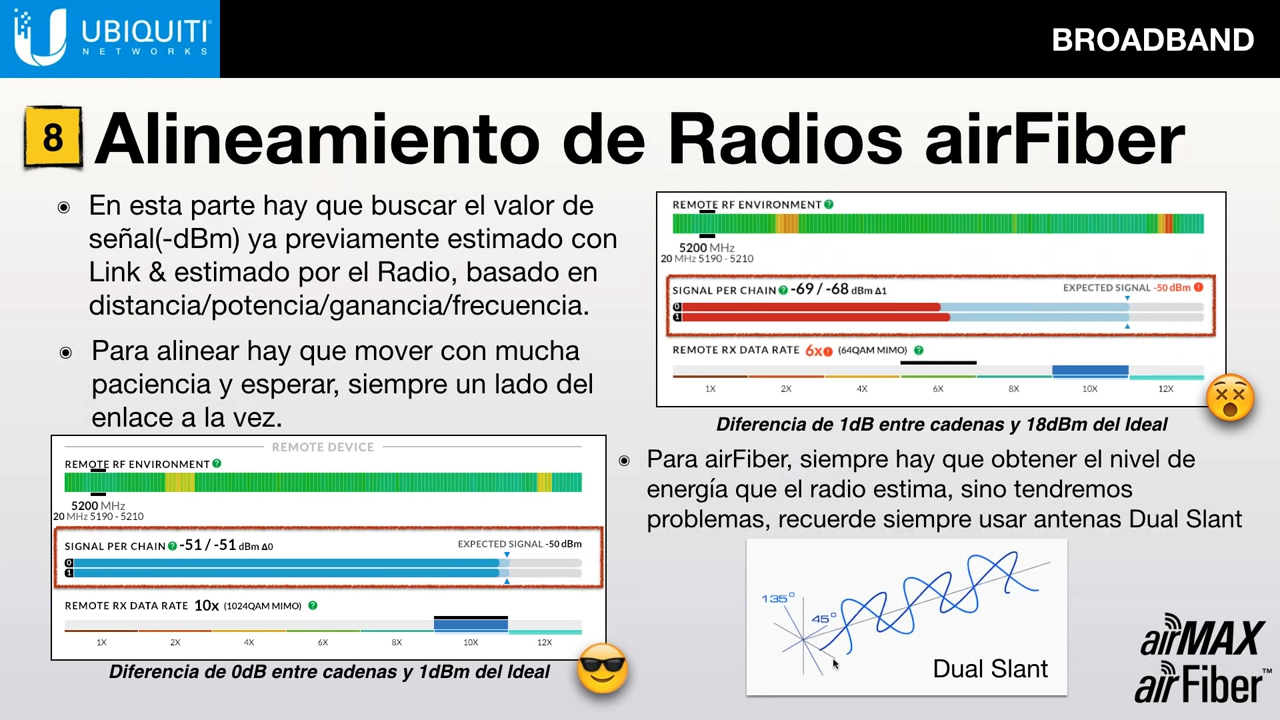 UBIQUITI
NETWORKS
BROADBAND
8
Alineamiento de Radios airFiber
En esta parte hay que buscar el valor de
señal(-dBm) ya previamente estimado con
Link & estimado por el Radio, basado en
distancia/potencia/ganancia/frecuencia.
Para alinear hay que mover con mucha
paciencia y esperar, siempre un lado del
enlace a la vez.
REMOTE DEVICE
REMOTE RF ENVIRONMENT ?
5200 MHz
20 MHz 5190 - 5210
SIGNAL PER CHAIN ? -51 / -51 dBm Δ0
EXPECTED SIGNAL -50 dBm
0
1
REMOTE RX DATA RATE 10x (1024QAM MIMO) ?
1X 2X 4X 6X 8X 10X 12X
Diferencia de 0dB entre cadenas y 1dBm del Ideal
REMOTE RF ENVIRONMENT ?
5200 MHz
20 MHz 5190 - 5210
SIGNAL PER CHAIN ? -69 / -68 dBm Δ1
EXPECTED SIGNAL -50 dBm !
0
1
REMOTE RX DATA RATE 6x ! (64QAM MIMO) ?
1X 2X 4X 6X 8X 10X 12X
Diferencia de 1dB entre cadenas y 18dBm del Ideal
Para airFiber, siempre hay que obtener el nivel de
energía que el radio estima, sino tendremos
problemas, recuerde siempre usar antenas Dual Slant
135°
45°
Dual Slant
airMAX
airFiber™